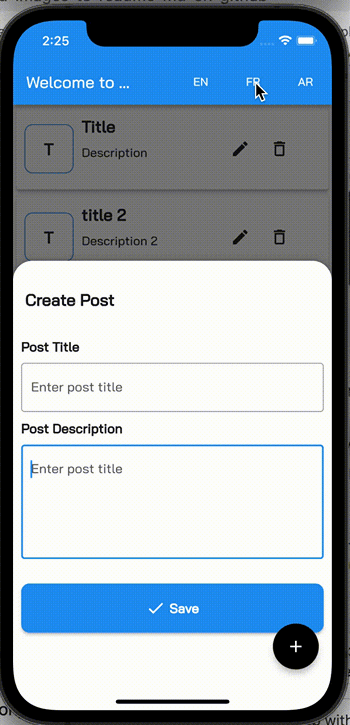 2:25
Welcome to ... EN FR AR
T Title
Description
T title 2
Description 2
Create Post
Post Title
Enter post title
Post Description
Enter post title
Save